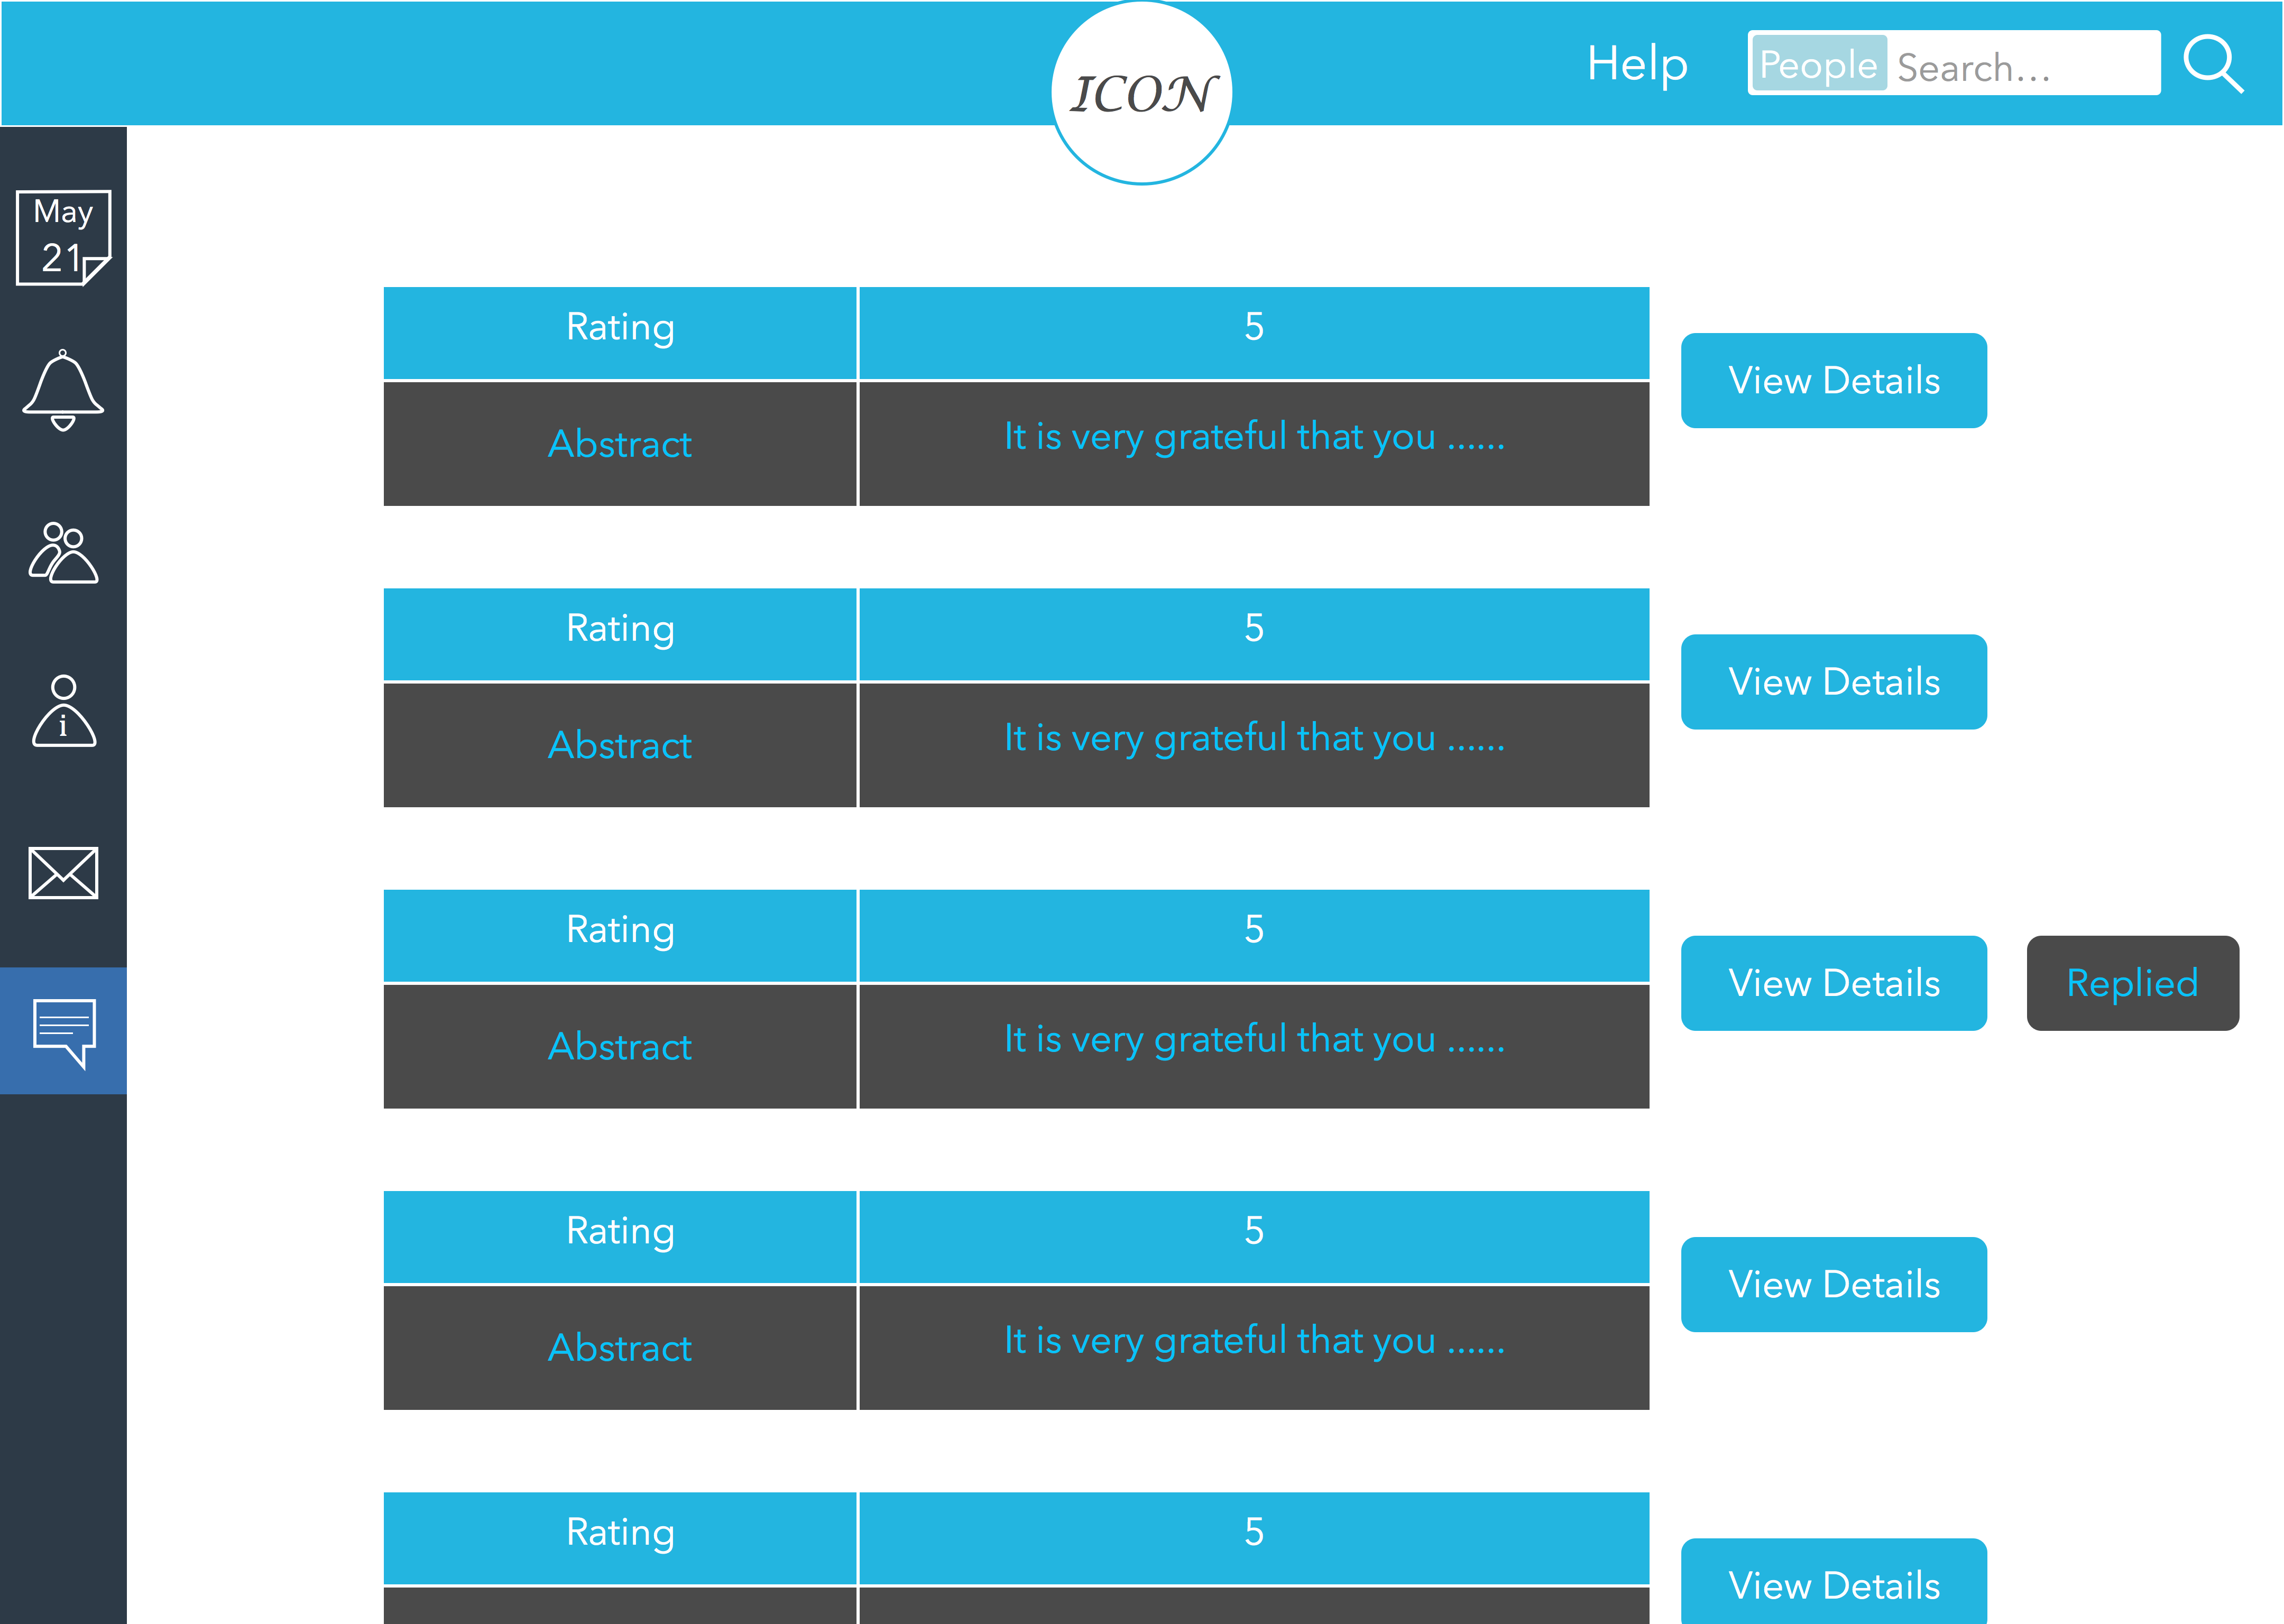 Help
People Search...
ICON
May
21
Rating 5
Abstract It is very grateful that you ......
View Details
Rating 5
Abstract It is very grateful that you ......
View Details
i
Rating 5
Abstract It is very grateful that you ......
View Details
Replied
Rating 5
Abstract It is very grateful that you ......
View Details
Rating 5
View Details